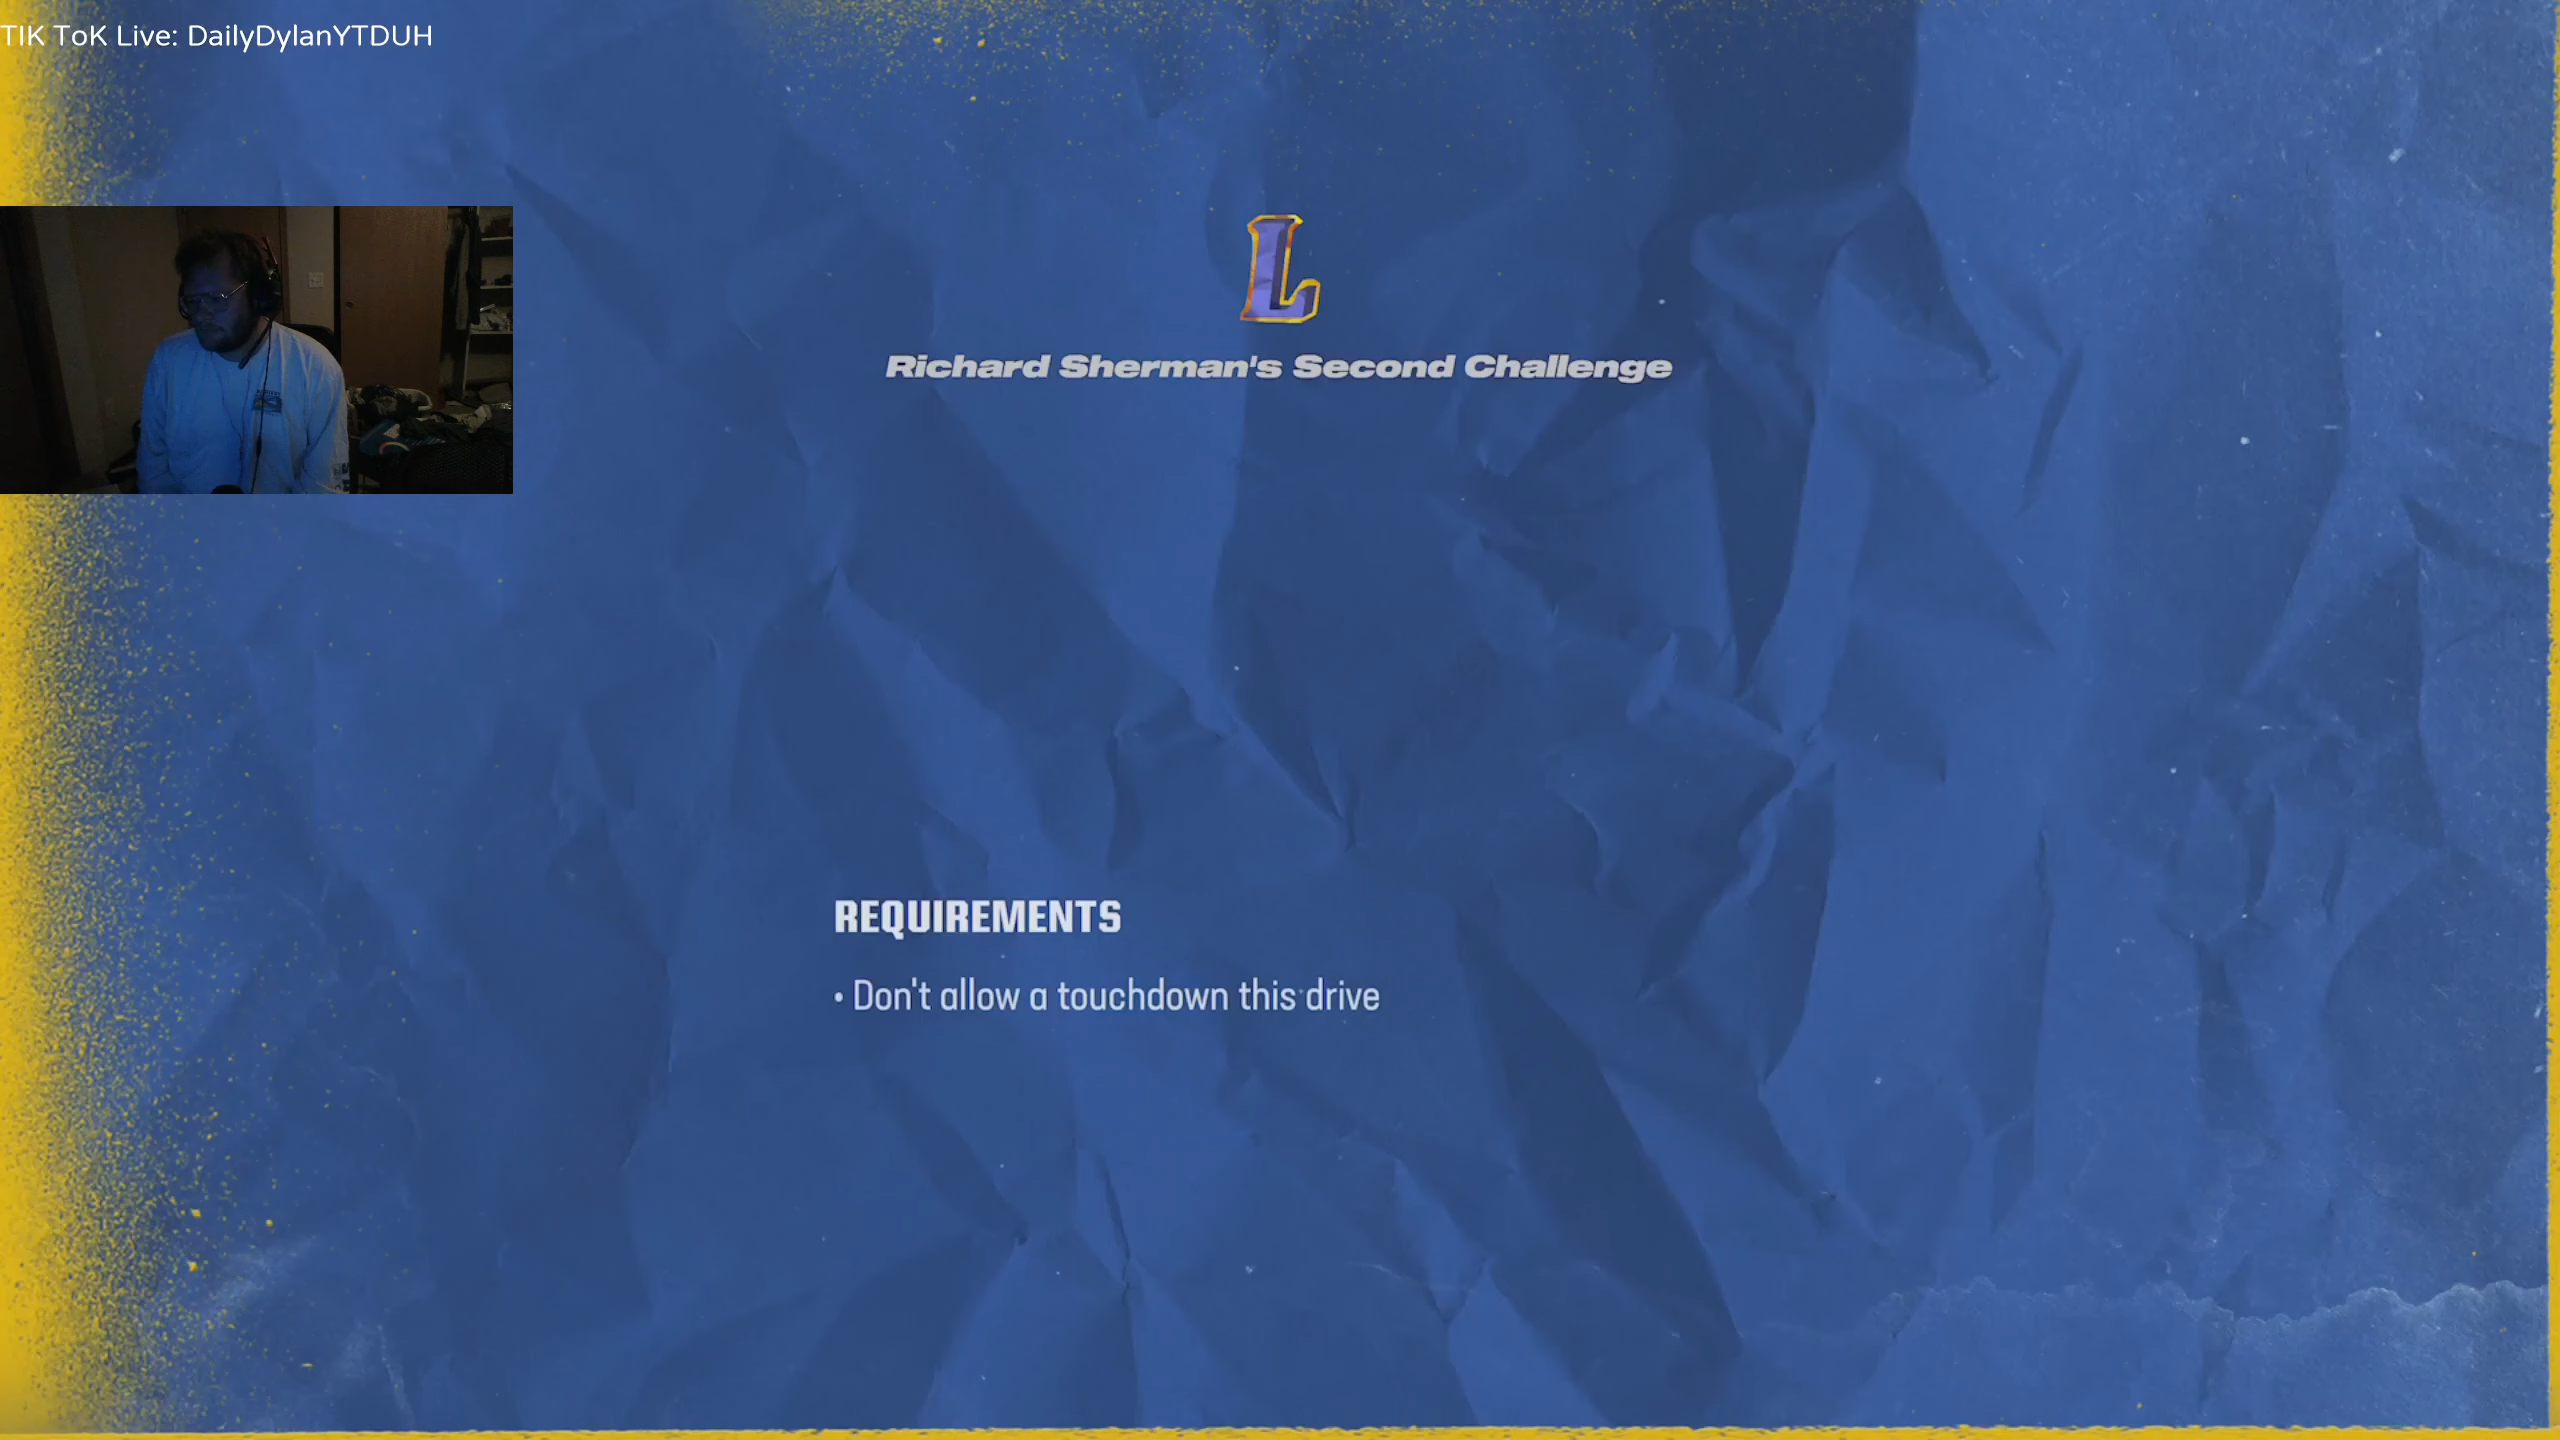 TIK ToK Live: DailyDylanYTDUH
L
Richard Sherman's Second Challenge
REQUIREMENTS
• Don't allow a touchdown this drive